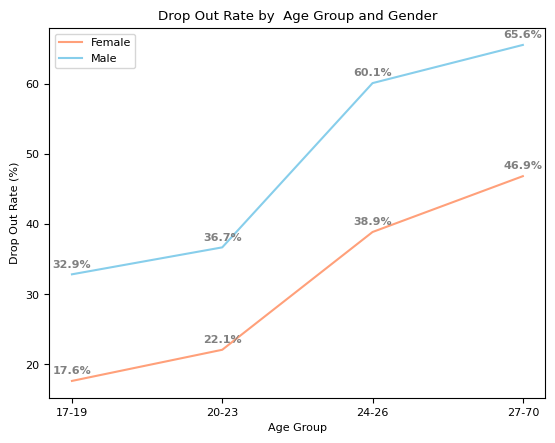 Drop Out Rate by  Age Group and Gender
Female
Male
65.6%
60.1%
46.9%
38.9%
36.7%
32.9%
22.1%
17.6%
Drop Out Rate (%)
60
50
40
30
20
17-19 20-23 24-26 27-70
Age Group